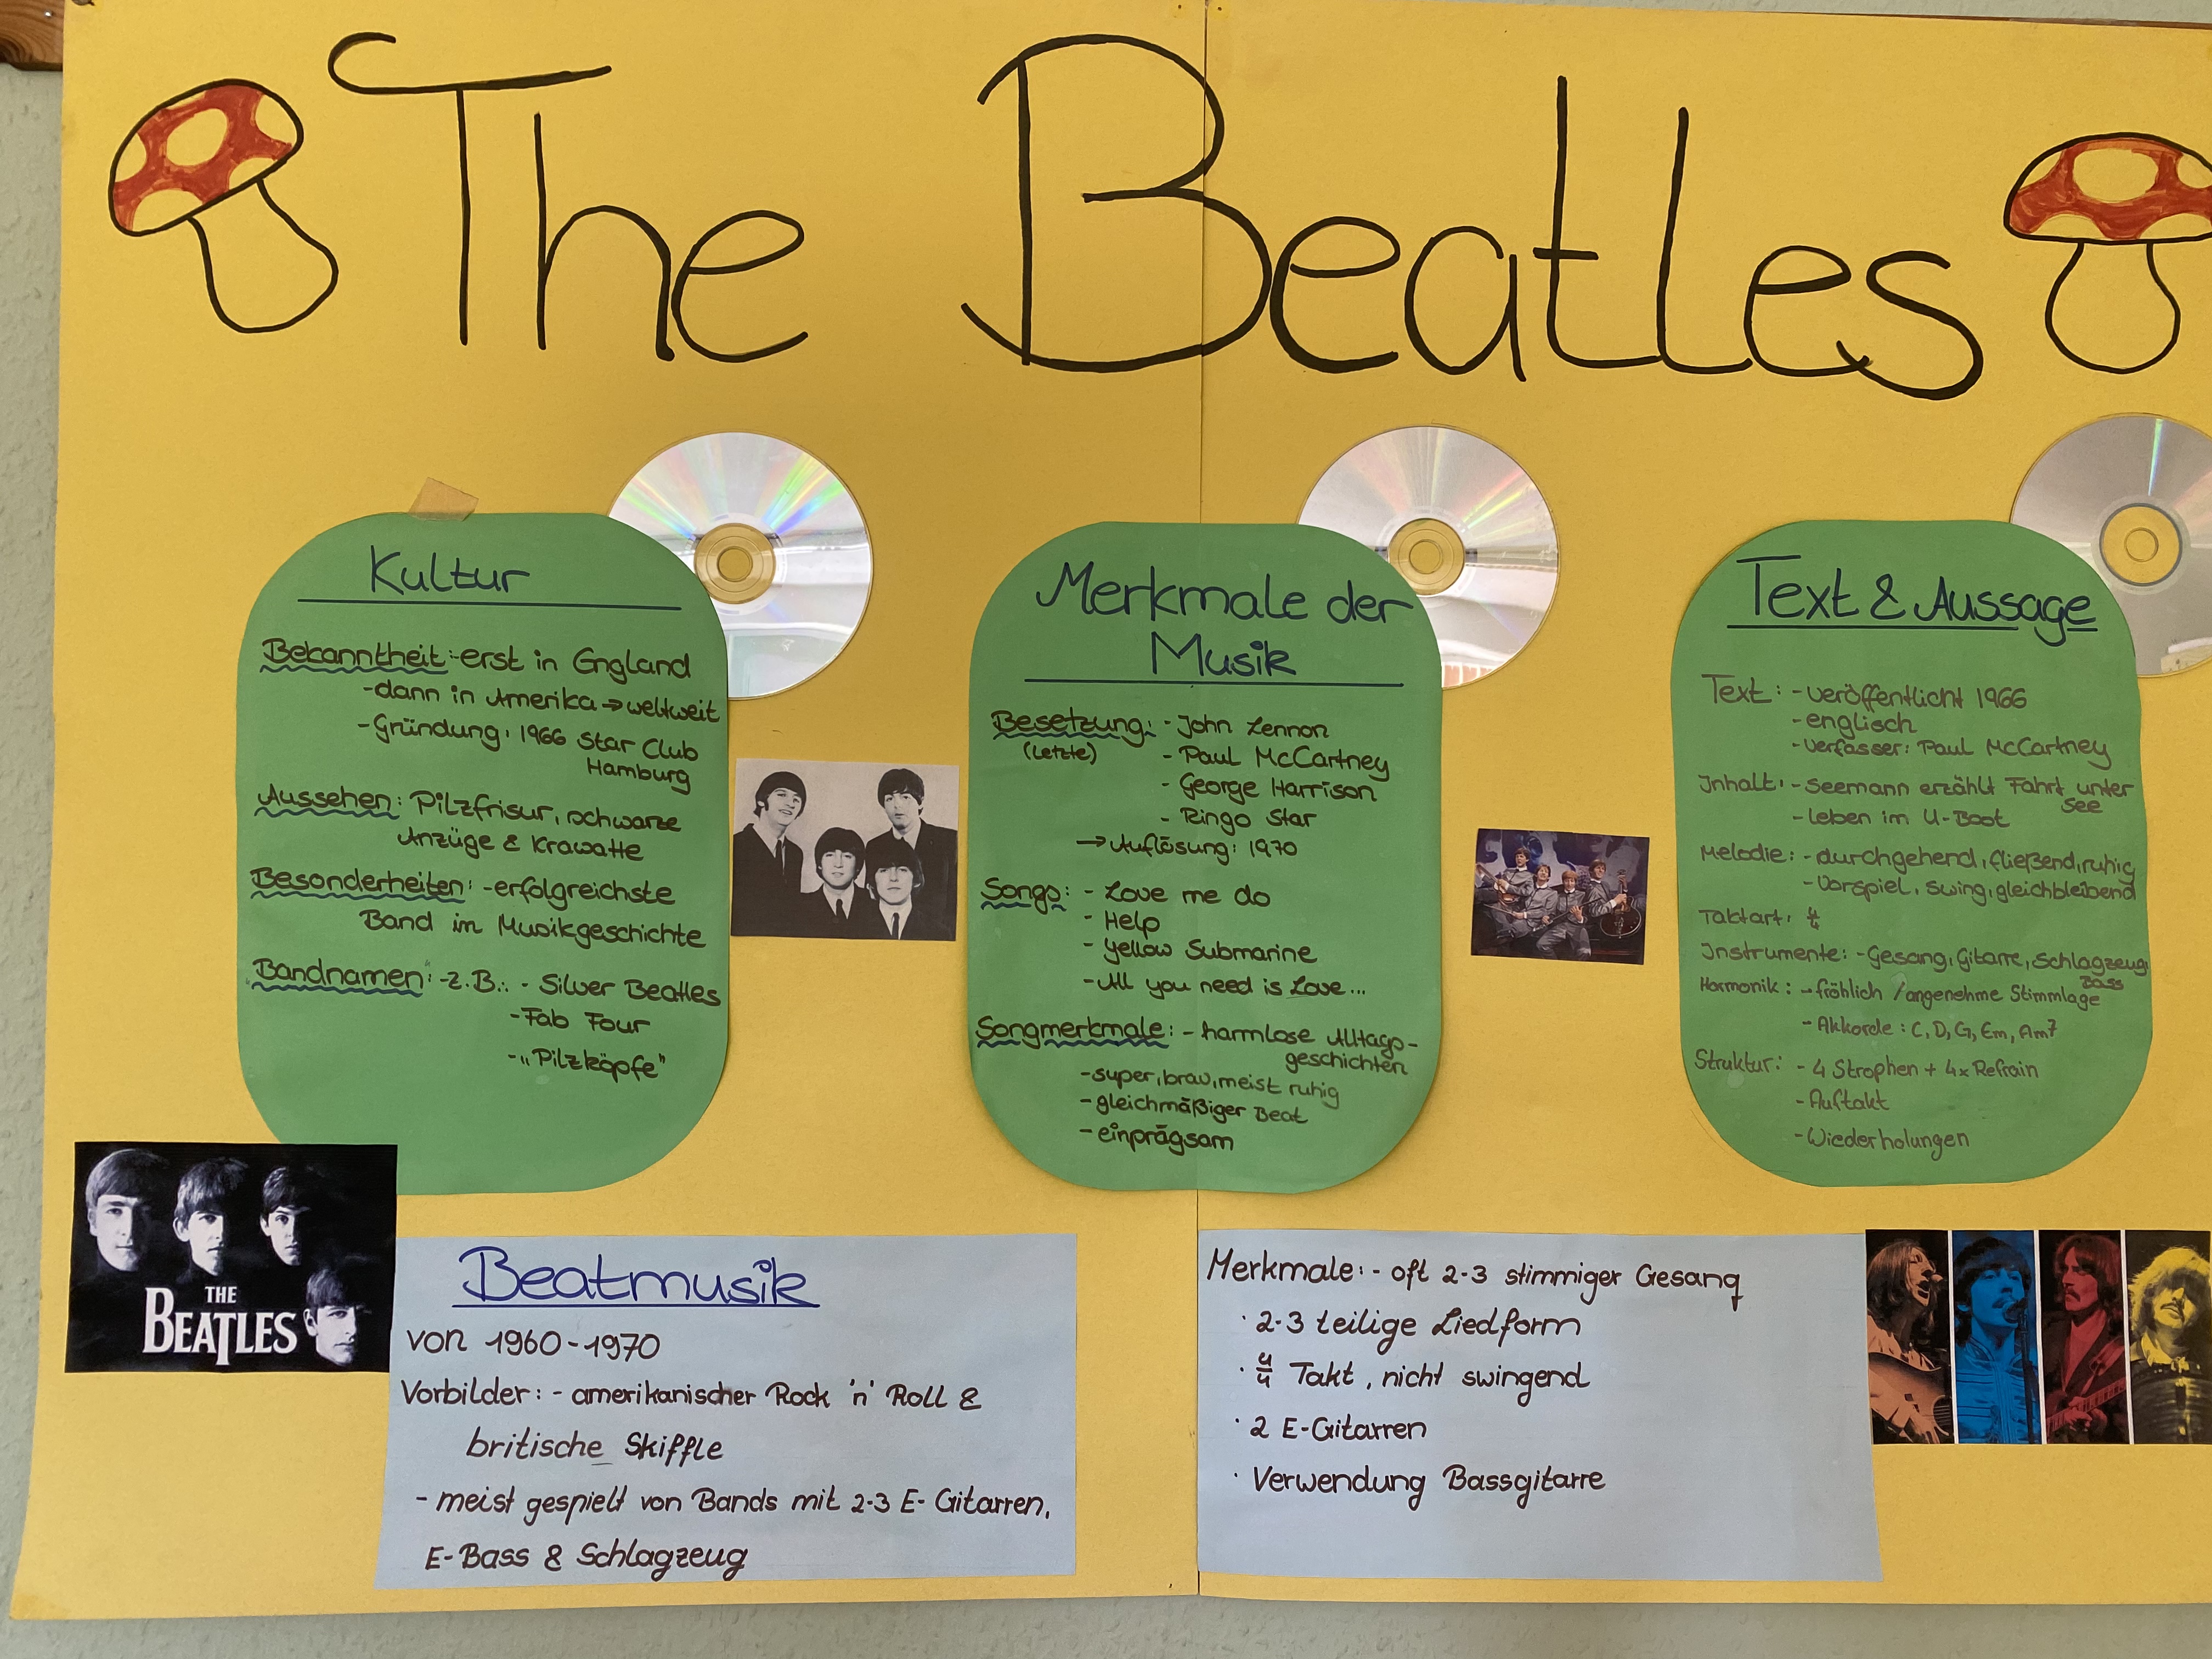 The Beatles
Kultur
Bekanntheit: -erst in England
-dann in Amerika → weltweit
-Gründung: 1966 Star Club
Hamburg
Aussehen: Pilzfrisur, schwarze
Anzüge & Krawatte
Besonderheiten: -erfolgreichste
Band in Musikgeschichte
Bandnamen: -z.B.: - Silver Beatles
-Fab Four
-„Pilzköpfe"
Merkmale der
Musik
Besetzung: - John Lennon
(letzte) - Paul McCartney
- George Harrison
- Ringo Star
→ Auflösung: 1970
Songs: - Love me do
- Help
- Yellow Submarine
- All you need is Love...
Songmerkmale: - harmlose Alltags-
geschichten
-super, brav, meist ruhig
- gleichmäßiger Beat
- einprägsam
Text & Aussage
Text: - veröffentlicht 1966
- englisch
- Verfasser: Paul McCartney
Inhalt: - Seemann erzählt Fahrt unter
See
- leben im U-Boot
Melodie: - durchgehend, fließend, ruhig
- Vorspiel, swing, gleichbleibend
Taktart: 4/4
Instrumente: - Gesang, Gitarre, Schlagzeug,
Bass
Harmonik: - fröhlich / angenehme Stimmlage
- Akkorde: C, D, G, Em, Am7
Struktur: - 4 Strophen + 4x Refrain
- Auftakt
- Wiederholungen
THE
BEATLES
Beatmusik
von 1960-1970
Vorbilder: - amerikanischer Rock 'n' Roll &
britische Skiffle
- meist gespielt von Bands mit 2-3 E-Gitarren,
E-Bass & Schlagzeug
Merkmale: - oft 2-3 stimmiger Gesang
· 2-3 teilige Liedform
· 4/4 Takt, nicht swingend
· 2 E-Gitarren
· Verwendung Bassgitarre